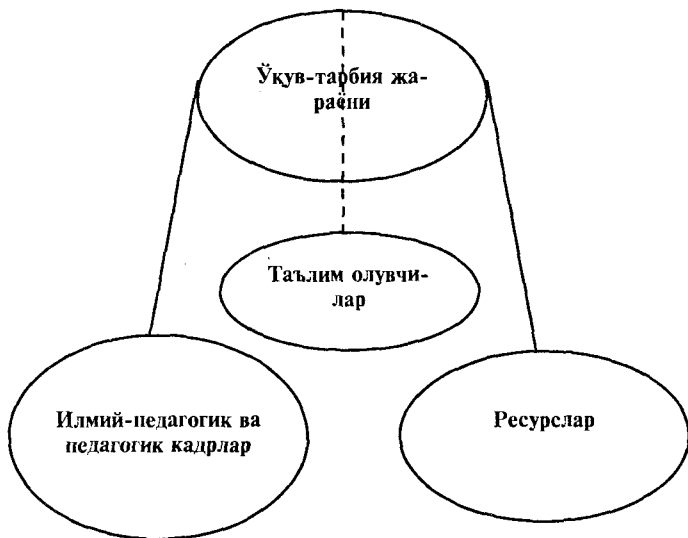 Ўқув-тарбия жа-
раёни
Таълим олувчи-
лар
Илмий-педагогик ва
педагогик кадрлар
Ресурслар